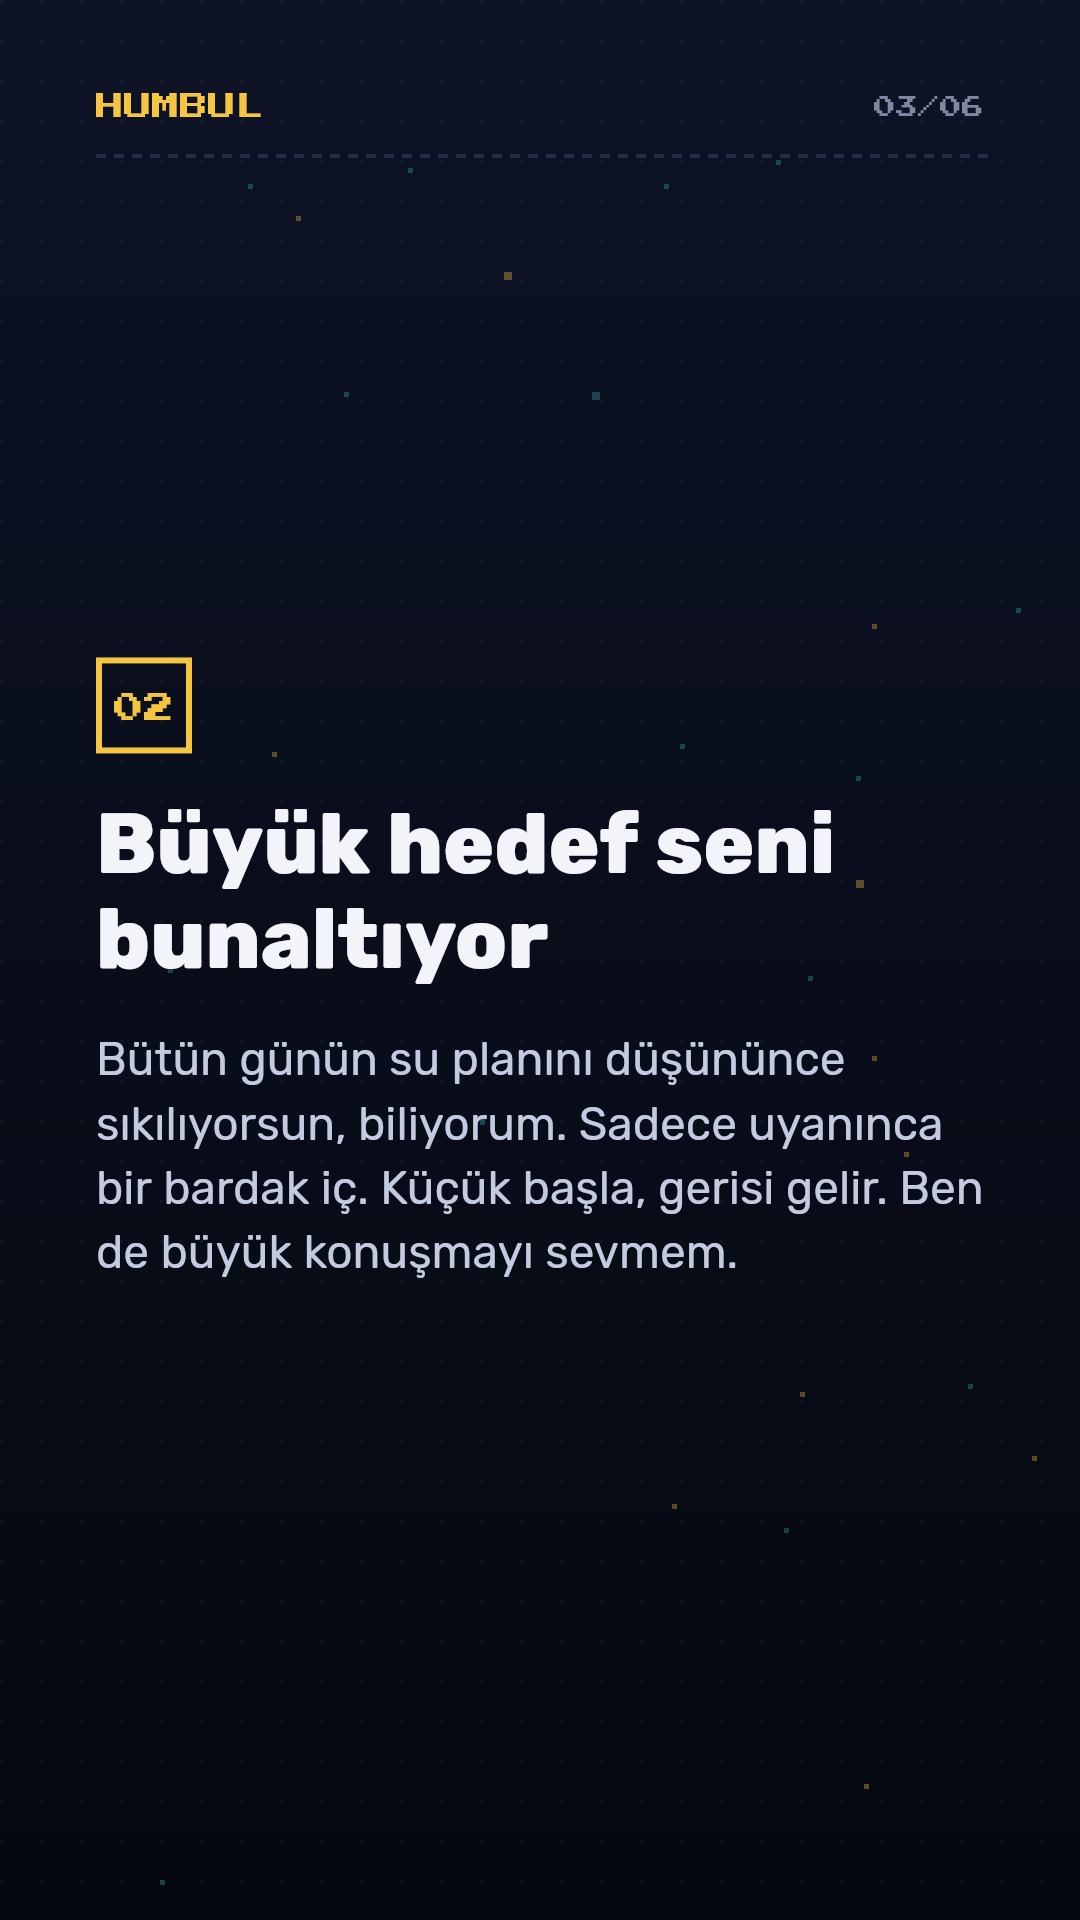 HUMBUL
03/06
02
Büyük hedef seni
bunaltıyor
Bütün günün su planını düşününce
sıkılıyorsun, biliyorum. Sadece uyanınca
bir bardak iç. Küçük başla, gerisi gelir. Ben
de büyük konuşmayı sevmem.